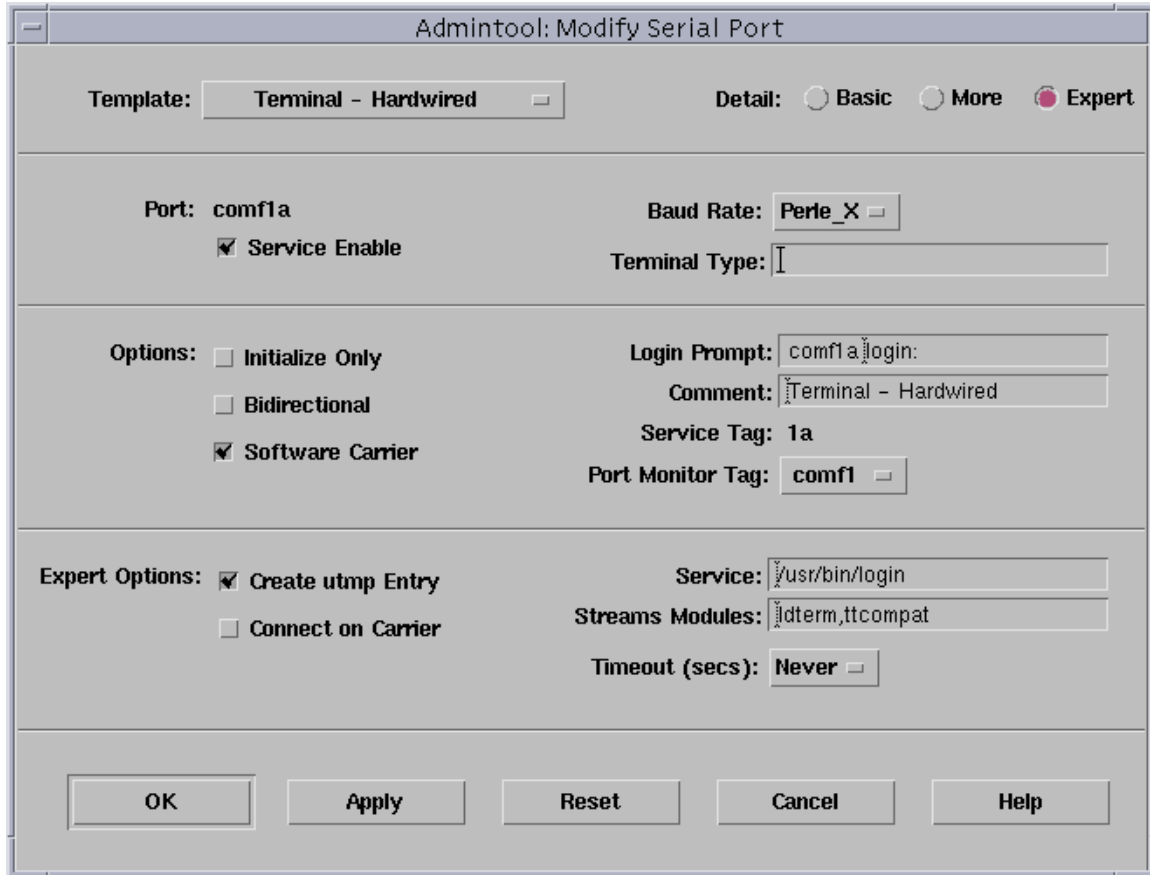 Admintool: Modify Serial Port
Template: Terminal - Hardwired Detail: Basic More Expert
Port: comf1a Baud Rate: Perle_X
Service Enable Terminal Type:
Options: Initialize Only Login Prompt: comf1a login:
Bidirectional Comment: Terminal - Hardwired
Software Carrier Service Tag: 1a
Port Monitor Tag: comf1
Expert Options: Create utmp Entry Service: /usr/bin/login
Connect on Carrier Streams Modules: ldterm,ttcompat
Timeout (secs): Never
OK Apply Reset Cancel Help